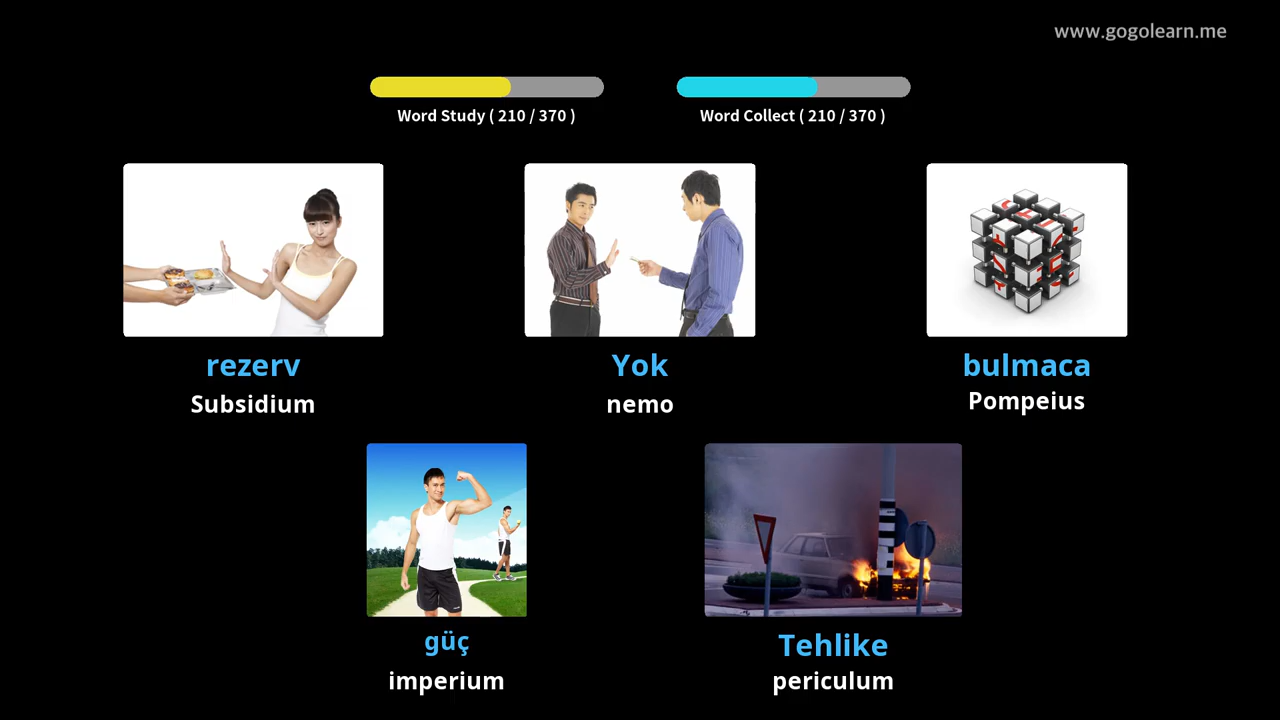 www.gogolearn.me
Word Study ( 210 / 370 )
Word Collect ( 210 / 370 )
rezerv
Subsidium
Yok
nemo
bulmaca
Pompeius
güç
imperium
Tehlike
periculum